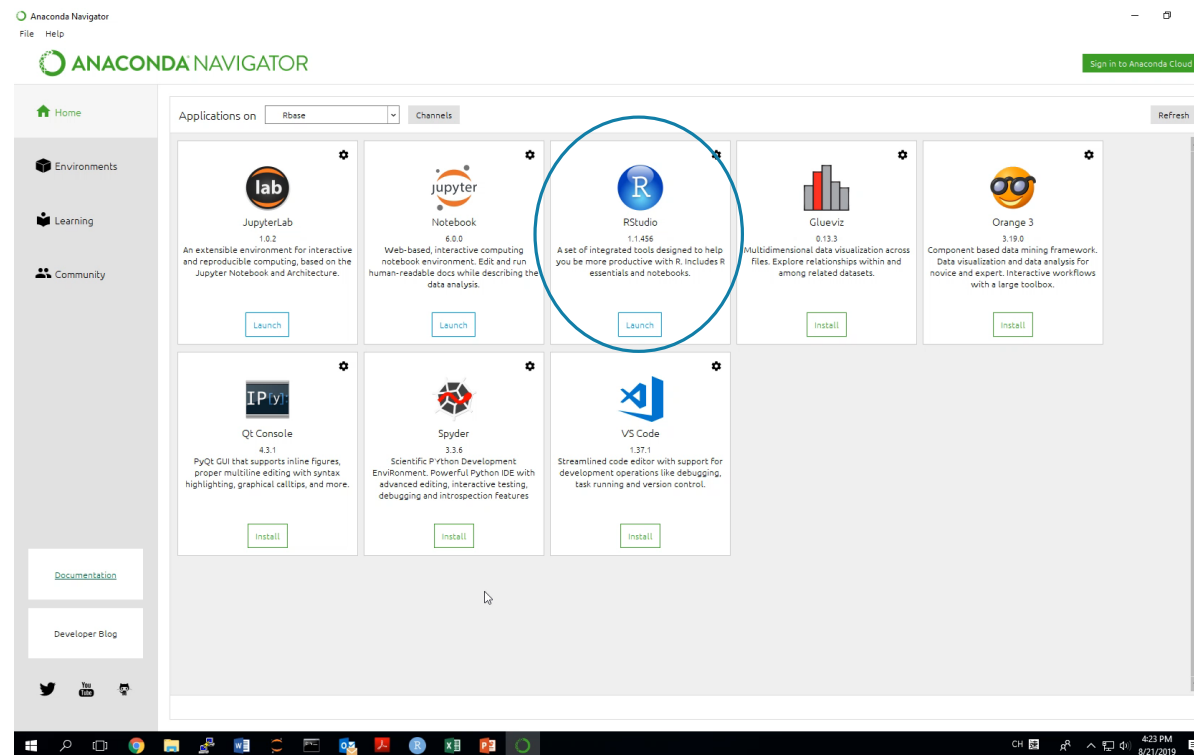 Anaconda Navigator
File Help
ANACONDA NAVIGATOR
Sign in to Anaconda Cloud
Home
Environments
Learning
Community
Documentation
Developer Blog
You
Tube
Applications on Rbase Channels
Refresh
lab
JupyterLab
1.0.2
An extensible environment for interactive
and reproducible computing, based on the
Jupyter Notebook and Architecture.
Launch
jupyter
Notebook
6.0.0
Web-based, interactive computing
notebook environment. Edit and run
human-readable docs while describing the
data analysis.
Launch
R
RStudio
1.1.456
A set of integrated tools designed to help
you be more productive with R. Includes R
essentials and notebooks.
Launch
Glueviz
0.13.3
Multidimensional data visualization across
files. Explore relationships within and
among related datasets.
Install
Orange 3
3.19.0
Component based data mining framework.
Data visualization and data analysis for
novice and expert. Interactive workflows
with a large toolbox.
Install
IP[y]:
Qt Console
4.3.1
PyQt GUI that supports inline figures,
proper multiline editing with syntax
highlighting, graphical calltips, and more.
Install
Spyder
3.3.6
Scientific PYthon Development
EnviRonment. Powerful Python IDE with
advanced editing, interactive testing,
debugging and introspection features
Install
VS Code
1.37.1
Streamlined code editor with support for
development operations like debugging,
task running and version control.
Install
CH
4:23 PM
8/21/2019